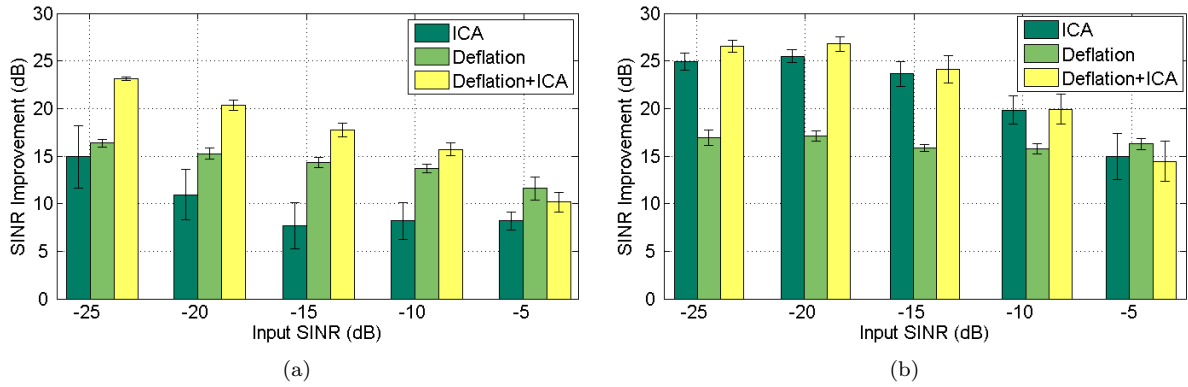 30
25
20
15
10
5
0
SINR Improvement (dB)
ICA
Deflation
Deflation+ICA
-25 -20 -15 -10 -5
Input SINR (dB)
(a)
30
25
20
15
10
5
0
SINR Improvement (dB)
ICA
Deflation
Deflation+ICA
-25 -20 -15 -10 -5
Input SINR (dB)
(b)